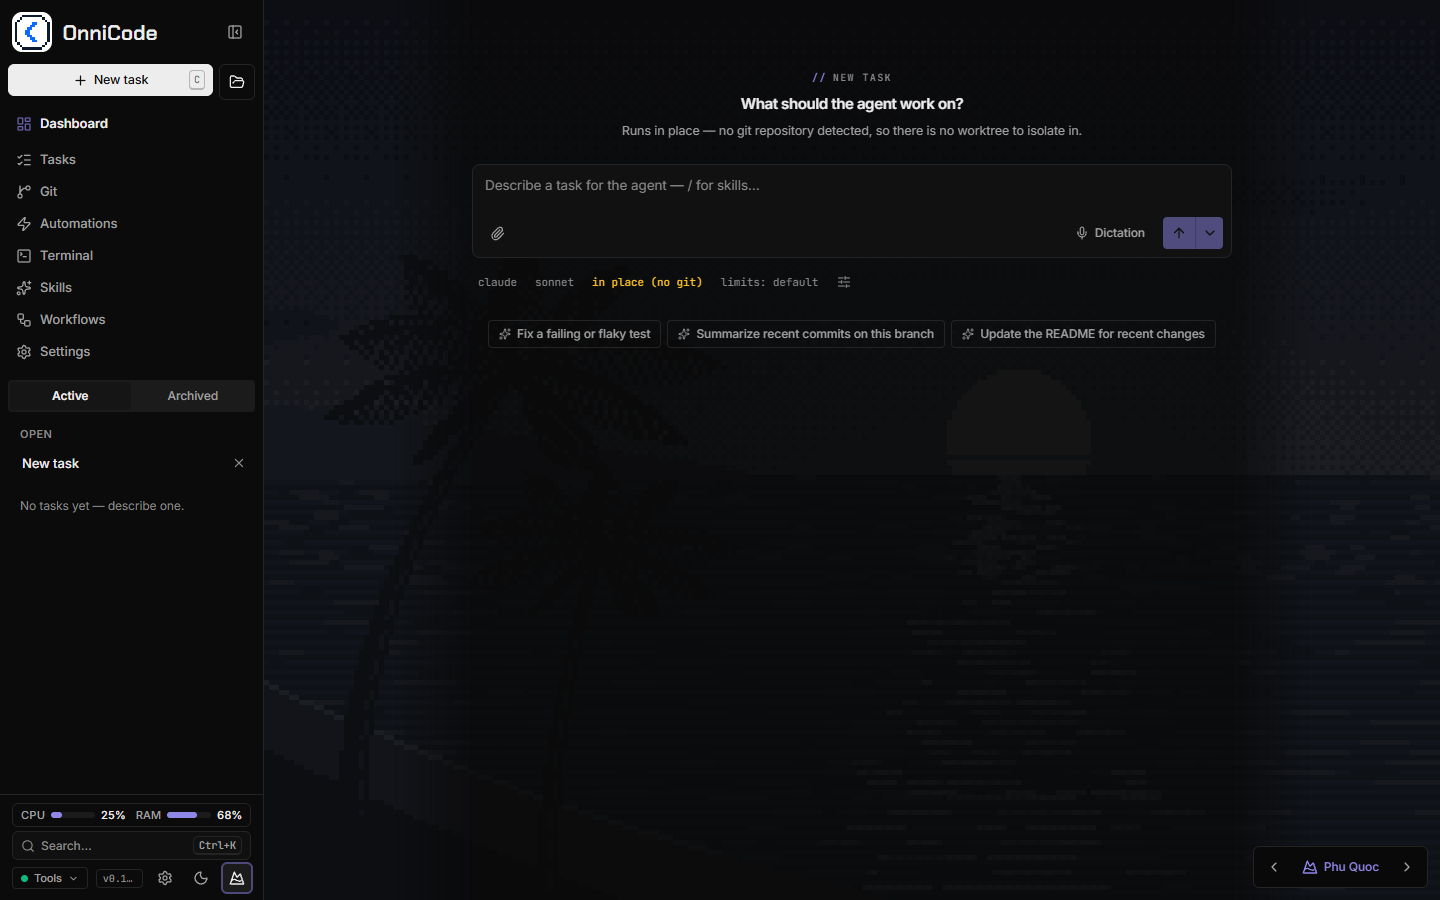 OnniCode
New task C
Dashboard
Tasks
Git
Automations
Terminal
Skills
Workflows
Settings
Active Archived
OPEN
New task
No tasks yet — describe one.
CPU 25% RAM 68%
Search... Ctrl+K
Tools v0.1…
// NEW TASK
What should the agent work on?
Runs in place — no git repository detected, so there is no worktree to isolate in.
Describe a task for the agent — / for skills...
Dictation
claude sonnet in place (no git) limits: default
Fix a failing or flaky test Summarize recent commits on this branch Update the README for recent changes
Phu Quoc